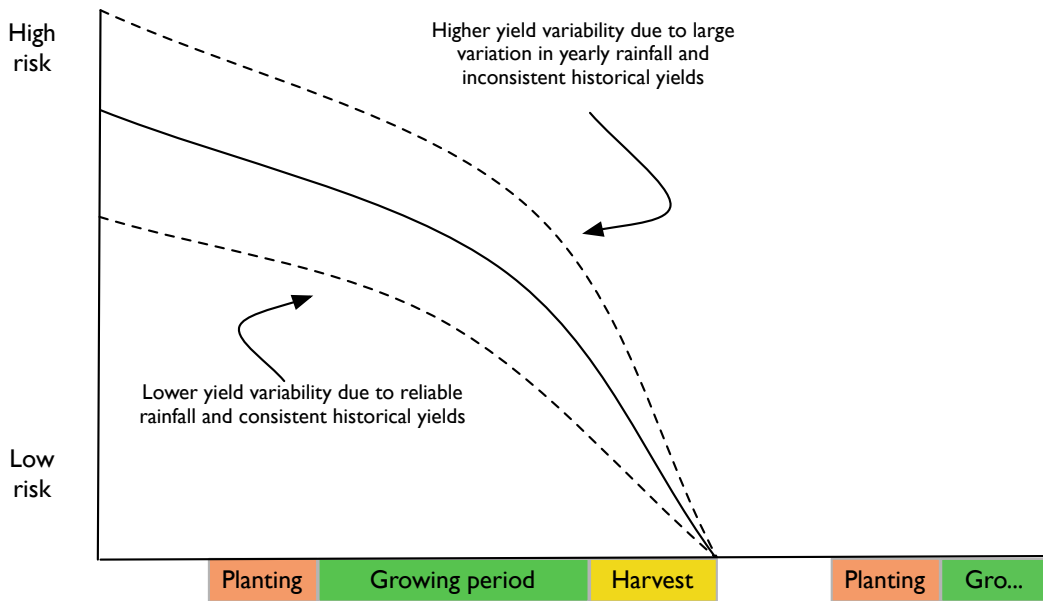 High
risk
Higher yield variability due to large
variation in yearly rainfall and
inconsistent historical yields
Lower yield variability due to reliable
rainfall and consistent historical yields
Low
risk
Planting
Growing period
Harvest
Planting
Gro...